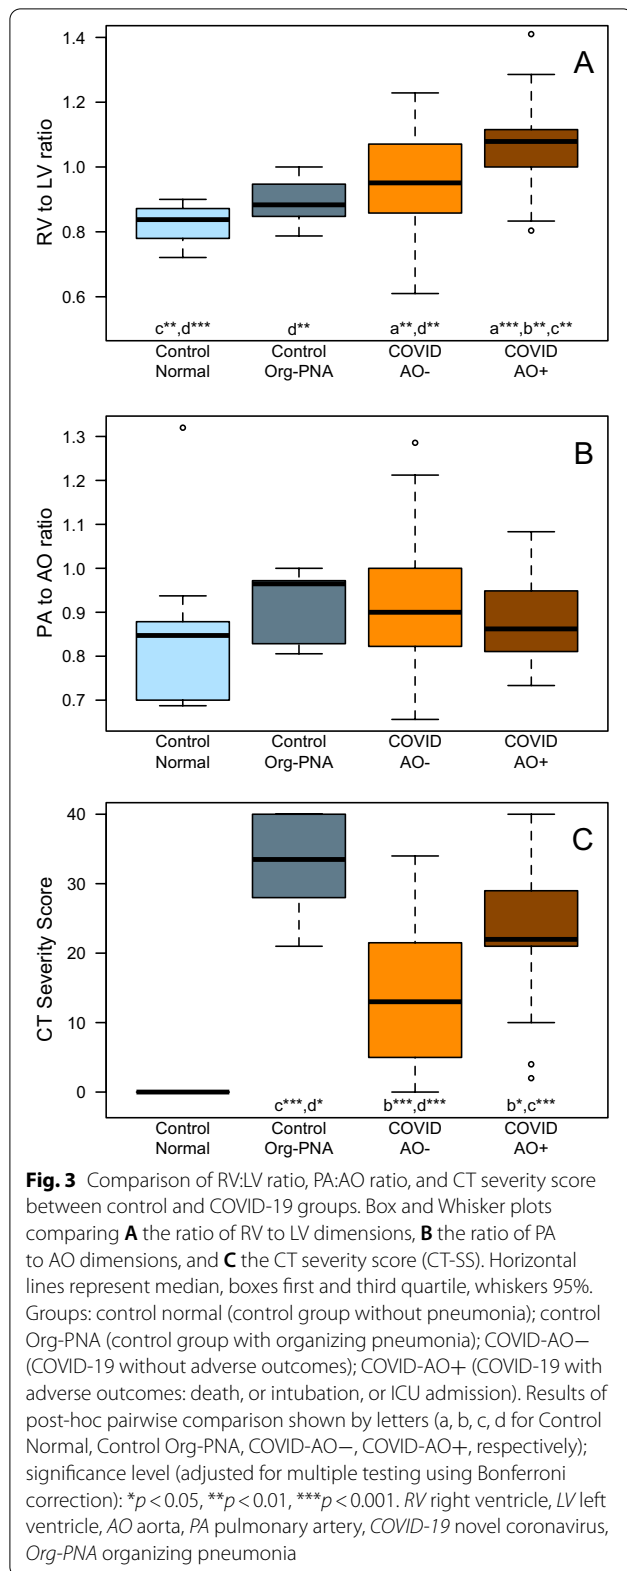 A
RV to LV ratio
1.4
1.2
1.0
0.8
0.6
c**,d***
d**
a**,d**
a***,b**,c**
Control
Normal
Control
Org-PNA
COVID
AO-
COVID
AO+
B
PA to AO ratio
1.3
1.2
1.1
1.0
0.9
0.8
0.7
Control
Normal
Control
Org-PNA
COVID
AO-
COVID
AO+
C
CT Severity Score
40
30
20
10
0
c***,d*
b***,d***
b*,c***
Control
Normal
Control
Org-PNA
COVID
AO-
COVID
AO+
Fig. 3 Comparison of RV:LV ratio, PA:AO ratio, and CT severity score
between control and COVID-19 groups. Box and Whisker plots
comparing A the ratio of RV to LV dimensions, B the ratio of PA
to AO dimensions, and C the CT severity score (CT-SS). Horizontal
lines represent median, boxes first and third quartile, whiskers 95%.
Groups: control normal (control group without pneumonia); control
Org-PNA (control group with organizing pneumonia); COVID-AO−
(COVID-19 without adverse outcomes); COVID-AO+ (COVID-19 with
adverse outcomes: death, or intubation, or ICU admission). Results of
post-hoc pairwise comparison shown by letters (a, b, c, d for Control
Normal, Control Org-PNA, COVID-AO−, COVID-AO+, respectively);
significance level (adjusted for multiple testing using Bonferroni
correction): *p < 0.05, **p < 0.01, ***p < 0.001. RV right ventricle, LV left
ventricle, AO aorta, PA pulmonary artery, COVID-19 novel coronavirus,
Org-PNA organizing pneumonia